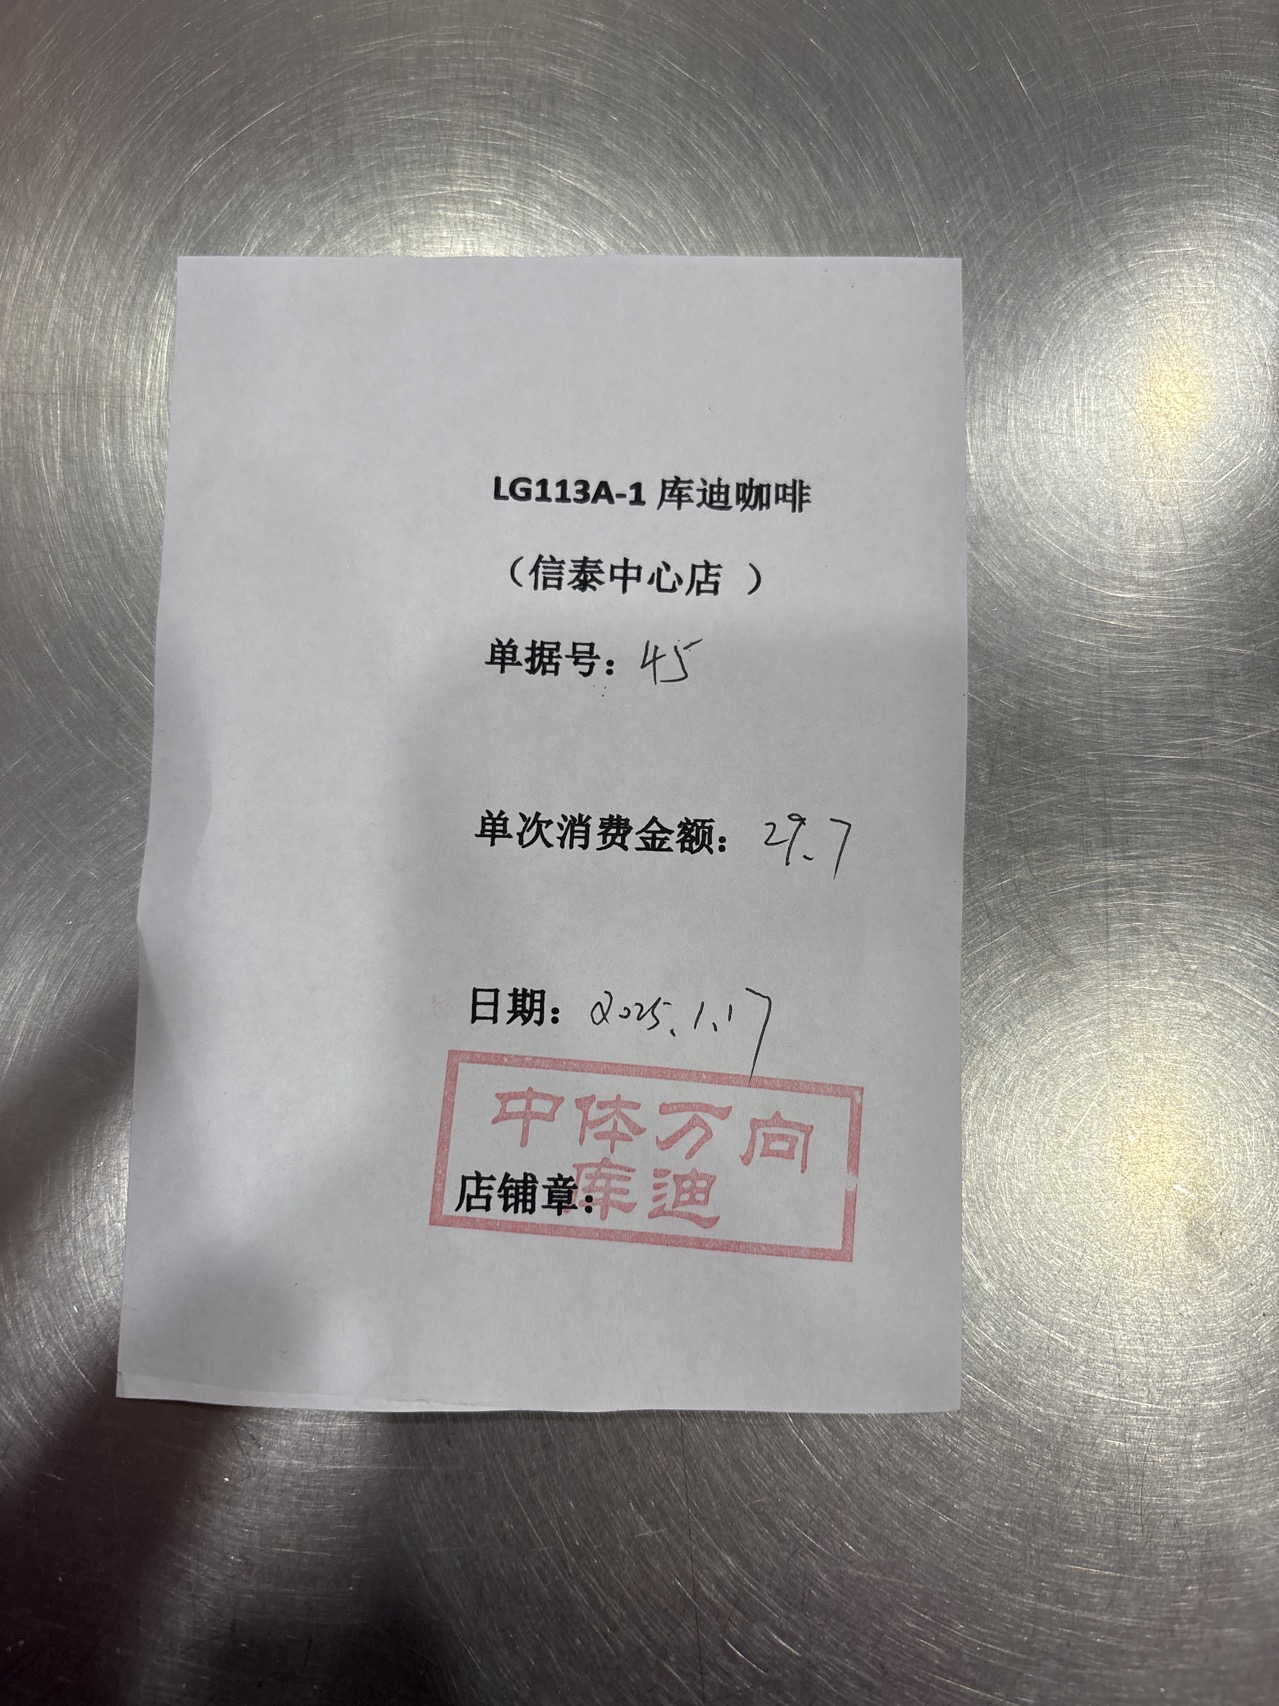 LG113A-1 库迪咖啡
（信泰中心店 ）
单据号：45
单次消费金额：29.7
日期：2025.1.17
中体万向
库迪
店铺章：